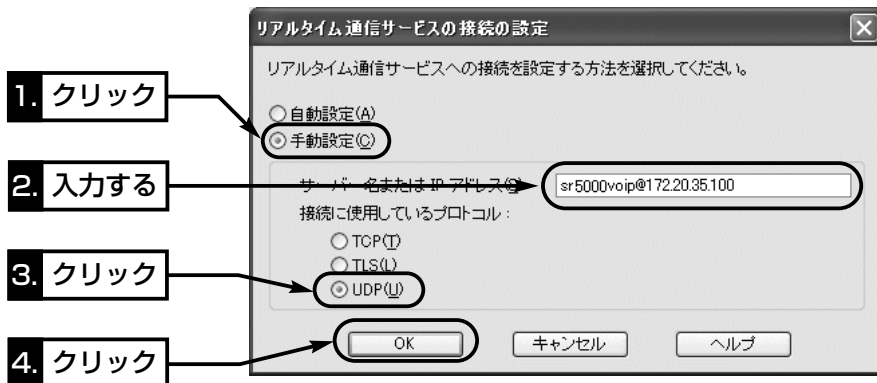 リアルタイム通信サービスの接続の設定
リアルタイム通信サービスへの接続を設定する方法を選択してください。
1. クリック
自動設定(A)
手動設定(C)
2. 入力する
サーバー名または IP アドレス(S)
sr5000voip@172.20.35.100
接続に使用しているプロトコル：
TCP(T)
TLS(L)
3. クリック
UDP(U)
4. クリック
OK
キャンセル
ヘルプ